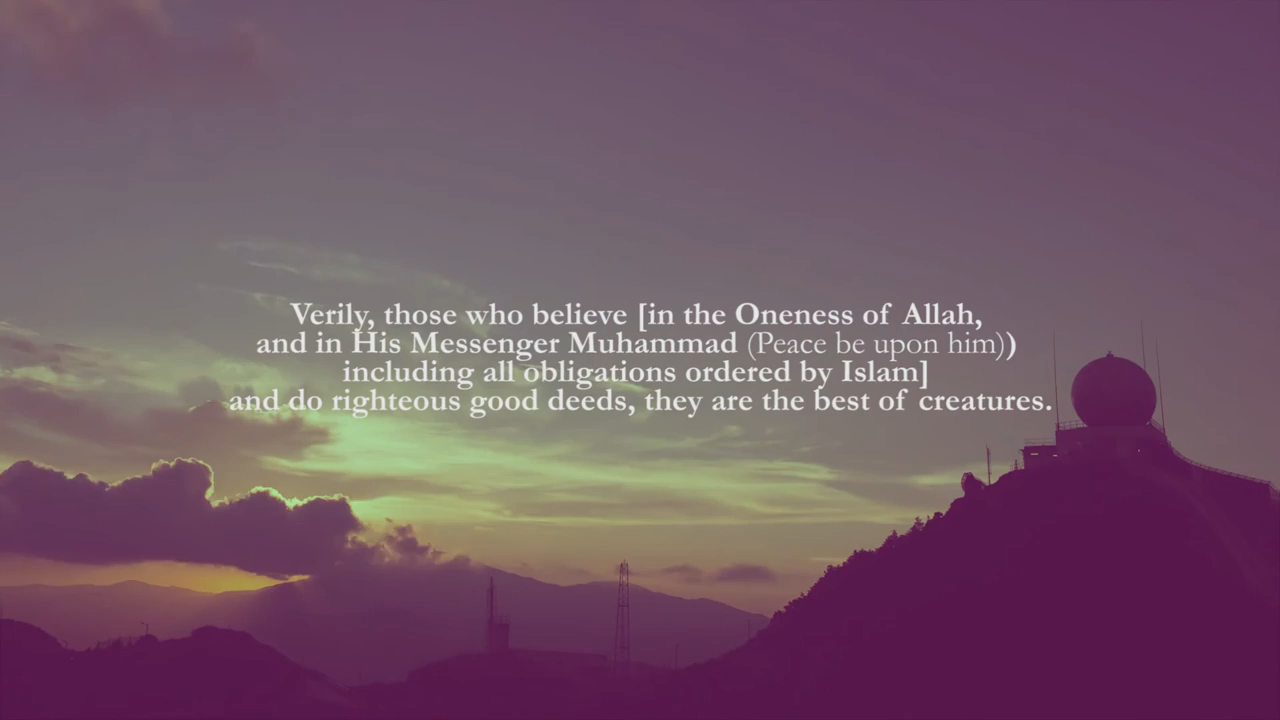 Verily, those who believe [in the Oneness of Allah,
and in His Messenger Muhammad (Peace be upon him))
including all obligations ordered by Islam]
and do righteous good deeds, they are the best of creatures.